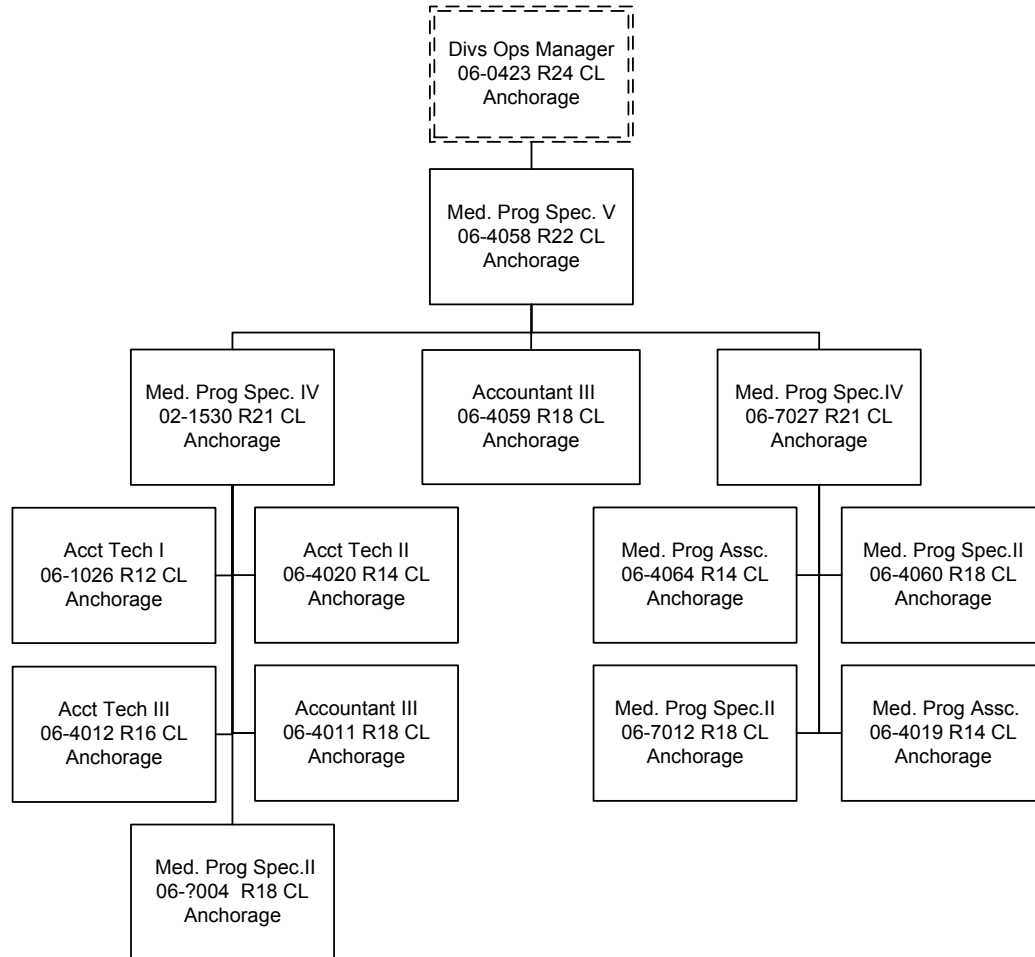 Divs Ops Manager
06-0423 R24 CL
Anchorage
Med. Prog Spec. V
06-4058 R22 CL
Anchorage
Med. Prog Spec. IV
02-1530 R21 CL
Anchorage
Accountant III
06-4059 R18 CL
Anchorage
Med. Prog Spec.IV
06-7027 R21 CL
Anchorage
Acct Tech I
06-1026 R12 CL
Anchorage
Acct Tech II
06-4020 R14 CL
Anchorage
Med. Prog Assc.
06-4064 R14 CL
Anchorage
Med. Prog Spec.II
06-4060 R18 CL
Anchorage
Acct Tech III
06-4012 R16 CL
Anchorage
Accountant III
06-4011 R18 CL
Anchorage
Med. Prog Spec.II
06-7012 R18 CL
Anchorage
Med. Prog Assc.
06-4019 R14 CL
Anchorage
Med. Prog Spec.II
06-?004  R18 CL
Anchorage